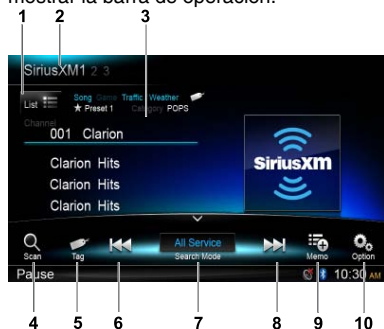 mostrar la barra de operación.
1 2 3
SiriusXM1 2 3
List Song Game Traffic Weather
★ Preset 1 Category POPS
Channel
001 Clarion
Clarion Hits
Clarion Hits
Clarion Hits
SiriusXM
All Service
Scan Tag Search Mode Memo Option
Pause 10:30 AM
4 5 6 7 8 9 10